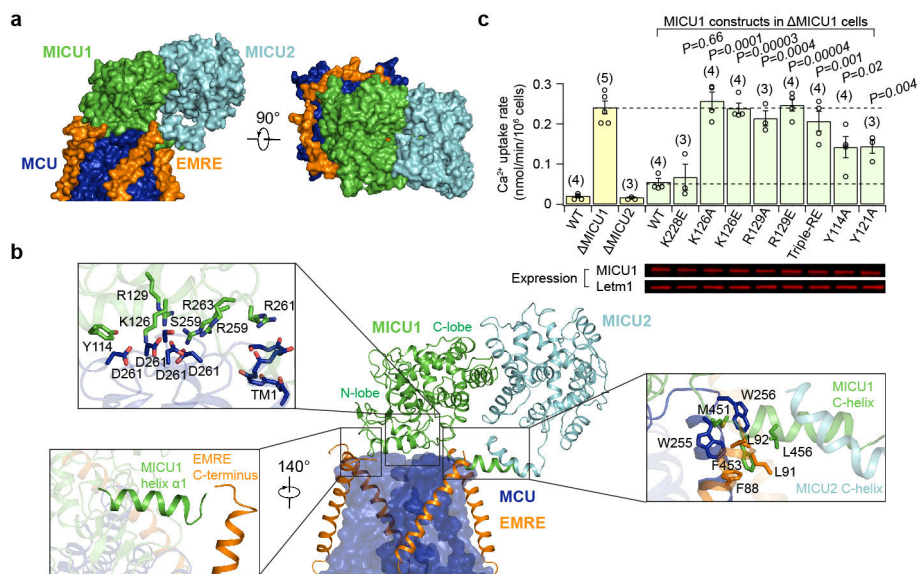 a
MICU1
MICU2
MCU
EMRE
90°
c
MICU1 constructs in ΔMICU1 cells
P=0.66
P=0.0001
P=0.00003
P=0.0004
P=0.00004
P=0.001
P=0.02
P=0.004
(4)
(5)
(3)
(4)
(3)
(4)
(4)
(3)
(4)
(4)
(4)
(3)
Ca²⁺ uptake rate
(nmol/min/10⁶ cells)
0.3
0.2
0.1
0
WT
ΔMICU1
ΔMICU2
WT
K228E
K126A
K126E
R129A
R129E
Triple-RE
Y114A
Y121A
Expression
MICU1
Letm1
b
R129
K126
S259
R263
R259
R261
Y114
D261
D261
D261
D261
TM1
MICU1
C-lobe
N-lobe
MICU2
MICU1
helix α1
EMRE
C-terminus
140°
MCU
EMRE
W256
MICU1
C-helix
M451
W255
L92
L456
F453
L91
F88
MICU2 C-helix